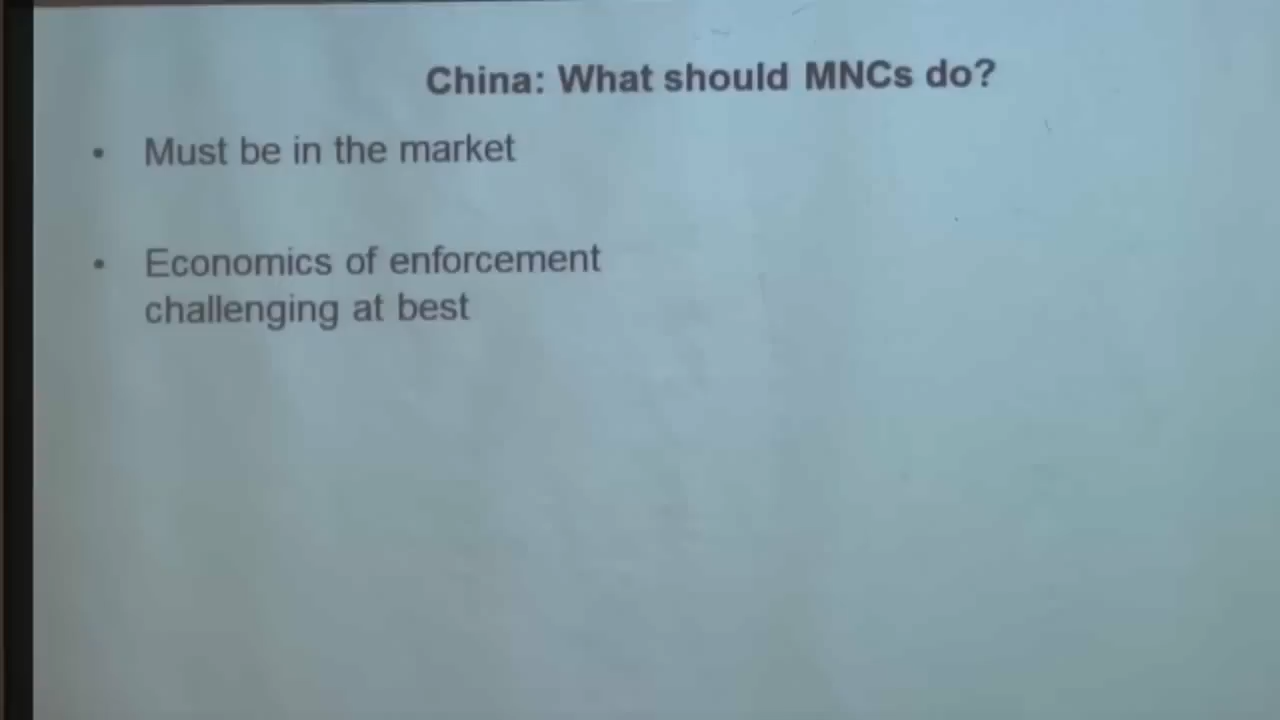 China: What should MNCs do?
• Must be in the market
• Economics of enforcement
challenging at best